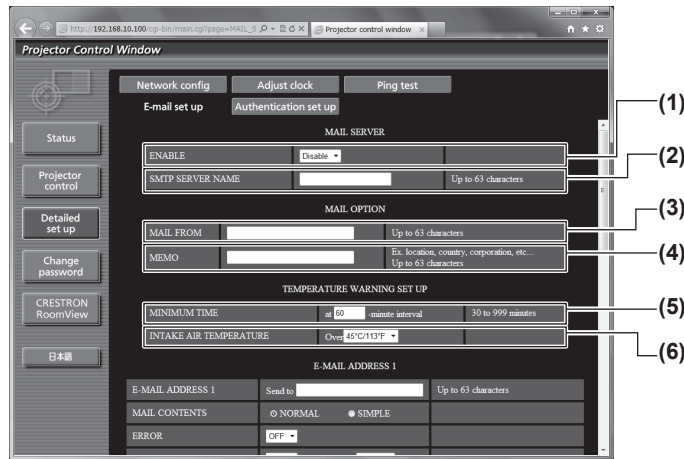 http://192.168.10.100/cgi-bin/main.cgi?page=MAIL_S
Projector control window
Projector Control Window
Network config Adjust clock Ping test
E-mail set up Authentication set up
MAIL SERVER
(1)
Status
ENABLE Disable
(2)
SMTP SERVER NAME Up to 63 characters
Projector
control
MAIL OPTION
(3)
Detailed
set up
MAIL FROM Up to 63 characters
MEMO Ex. location, country, corporation, etc...
Up to 63 characters
(4)
Change
password
TEMPERATURE WARNING SET UP
CRESTRON
RoomView
MINIMUM TIME at 60 -minute interval 30 to 999 minutes
(5)
INTAKE AIR TEMPERATURE Over 45°C/113°F
(6)
日本語
E-MAIL ADDRESS 1
E-MAIL ADDRESS 1 Send to Up to 63 characters
MAIL CONTENTS NORMAL SIMPLE
ERROR OFF